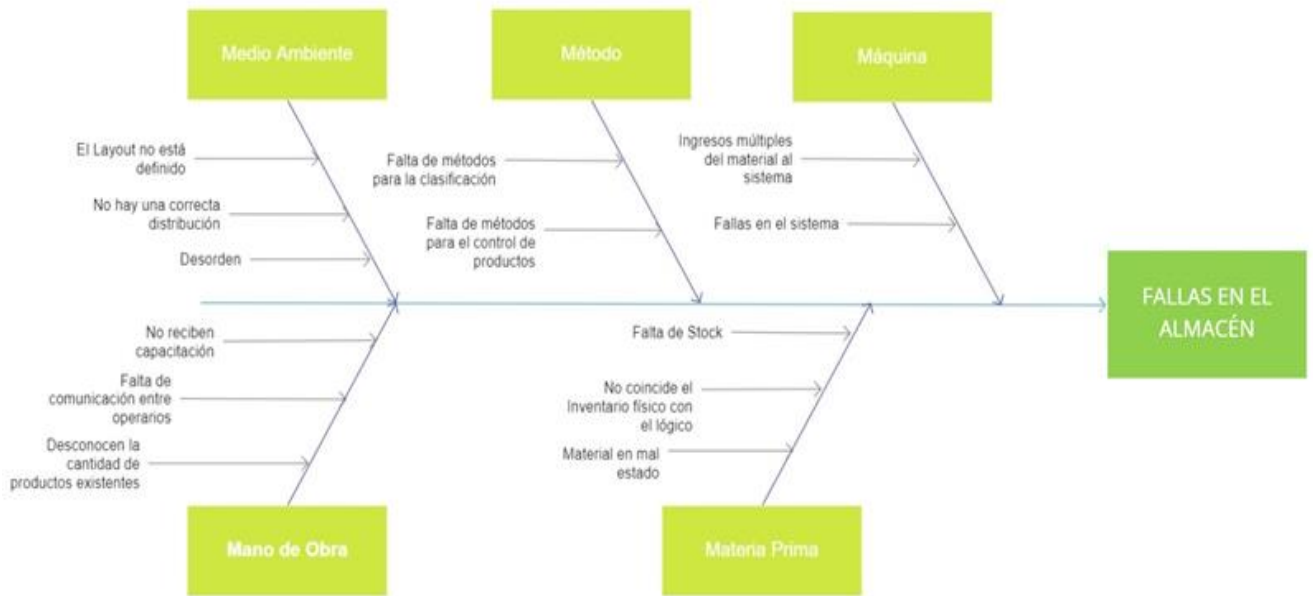 Medio Ambiente
Método
Máquina
El Layout no está
definido
No hay una correcta
distribución
Desorden
Falta de métodos
para la clasificación
Falta de métodos
para el control de
productos
Ingresos múltiples
del material al
sistema
Fallas en el sistema
FALLAS EN EL
ALMACÉN
No reciben
capacitación
Falta de
comunicación entre
operarios
Desconocen la
cantidad de
productos existentes
Falta de Stock
No coincide el
Inventario físico con
el lógico
Material en mal
estado
Mano de Obra
Materia Prima